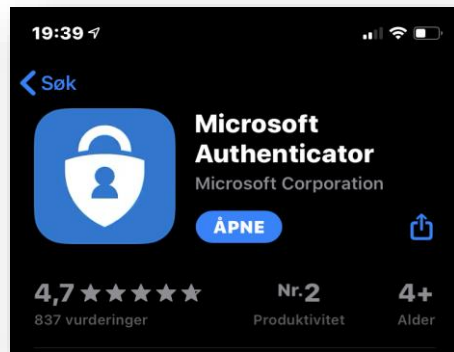 19:39
Søk
Microsoft
Authenticator
Microsoft Corporation
ÅPNE
4,7 Nr.2 4+
837 vurderinger Produktivitet Alder